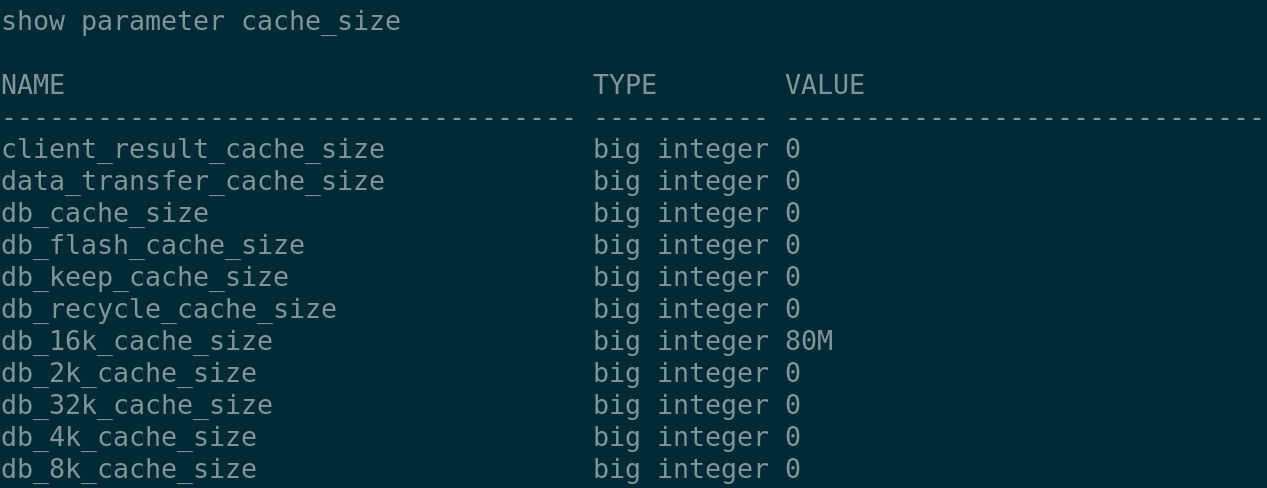 show parameter cache_size
NAME                                 TYPE        VALUE
------------------------------------ ----------- ------------------------------
client_result_cache_size             big integer 0
data_transfer_cache_size             big integer 0
db_cache_size                        big integer 0
db_flash_cache_size                  big integer 0
db_keep_cache_size                   big integer 0
db_recycle_cache_size                big integer 0
db_16k_cache_size                    big integer 80M
db_2k_cache_size                     big integer 0
db_32k_cache_size                    big integer 0
db_4k_cache_size                     big integer 0
db_8k_cache_size                     big integer 0